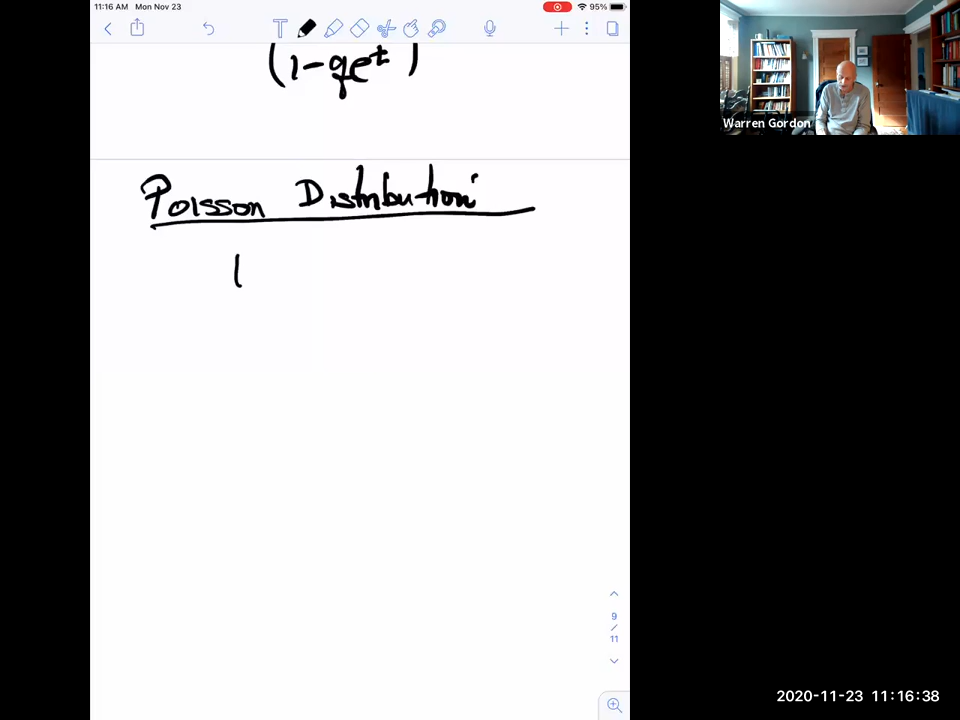 11:16 AM Mon Nov 23
95%
(1-qe^t)
Warren Gordon
Poisson Distribution
9
/
11
2020-11-23 11:16:38